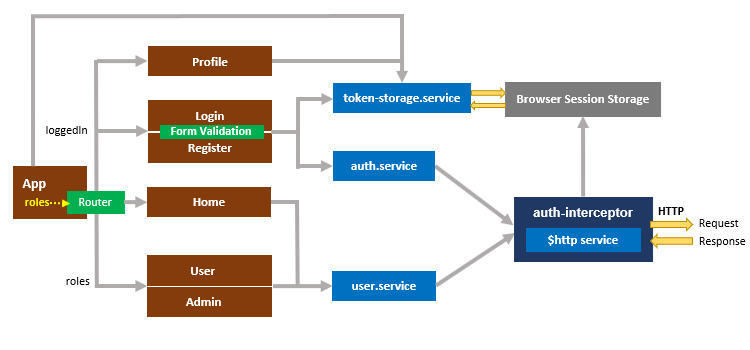 Profile
token-storage.service
Browser Session Storage
Login
Form Validation
Register
loggedIn
auth.service
App
roles
Router
Home
auth-interceptor
$http service
HTTP
Request
Response
roles
User
Admin
user.service